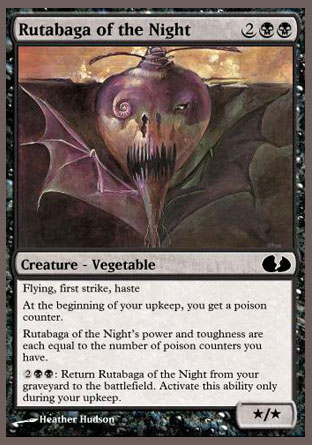 Rutabaga of the Night 2
Creature - Vegetable
Flying, first strike, haste
At the beginning of your upkeep, you get a poison
counter.
Rutabaga of the Night's power and toughness are
each equal to the number of poison counters you
have.
2: Return Rutabaga of the Night from your
graveyard to the battlefield. Activate this ability only
during your upkeep.
Heather Hudson
★/★